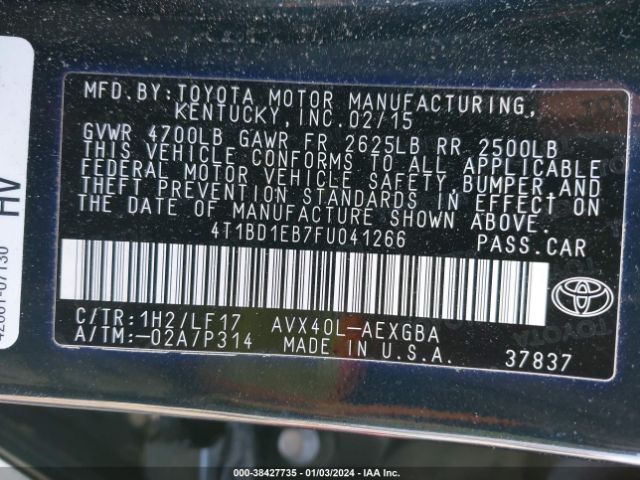 MFD.BY:TOYOTA MOTOR MANUFACTURING,
KENTUCKY,INC.02/15
GVWR 4700LB GAWR FR 2625LB RR 2500LB
THIS VEHICLE CONFORMS TO ALL APPLICABLE
FEDERAL MOTOR VEHICLE SAFETY,BUMPER,AND
THEFT PREVENTION STANDARDS IN EFFECT ON
THE DATE OF MANUFACTURE SHOWN ABOVE.
4T1BD1EB7FU041266 PASS.CAR
C/TR:1H2/LF17 AVX40L-AEXGBA
A/TM:-02A/P314 MADE IN U.S.A. 37837
TOYOTA
HV
000 - 38427735 - 01/03/2024 - IAA Inc.